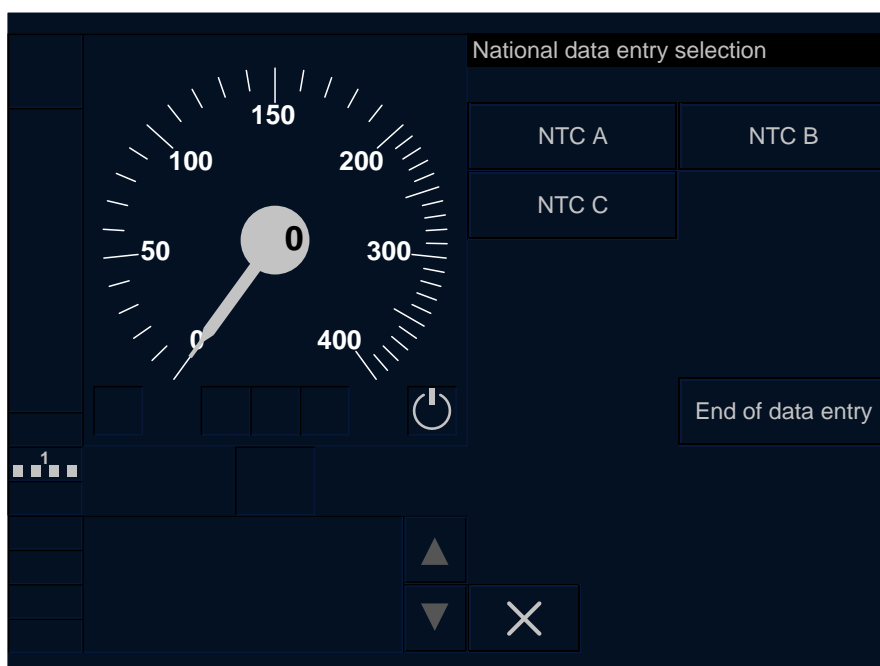 National data entry selection
150
100
200
50
0
300
0
400
NTC A
NTC B
NTC C
End of data entry
1